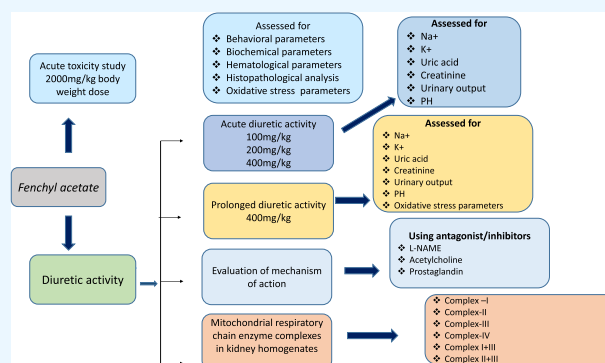 Acute toxicity study
2000mg/kg body
weight dose
Fenchyl acetate
Diuretic activity
Assessed for
❖ Behavioral parameters
❖ Biochemical parameters
❖ Hematological parameters
❖ Histopathological analysis
❖ Oxidative stress parameters
Acute diuretic activity
100mg/kg
200mg/kg
400mg/kg
Assessed for
❖ Na+
❖ K+
❖ Uric acid
❖ Creatinine
❖ Urinary output
❖ PH
Prolonged diuretic activity
400mg/kg
Assessed for
❖ Na+
❖ K+
❖ Uric acid
❖ Creatinine
❖ Urinary output
❖ PH
❖ Oxidative stress parameters
Evaluation of mechanism
of action
Using antagonist/inhibitors
❖ L-NAME
❖ Acetylcholine
❖ Prostaglandin
Mitochondrial respiratory
chain enzyme complexes
in kidney homogenates
❖ Complex –I
❖ Complex-II
❖ Complex-III
❖ Complex-IV
❖ Complex I+III
❖ Complex II+III